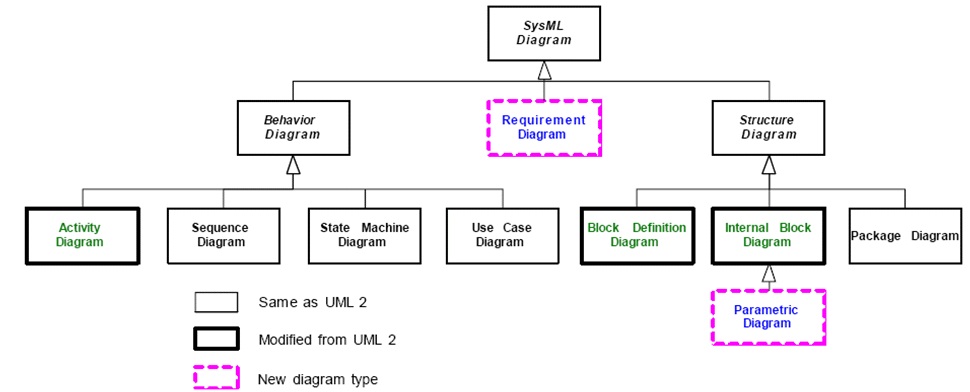 SysML
Diagram
Behavior
Diagram
Requirement
Diagram
Structure
Diagram
Activity
Diagram
Sequence
Diagram
State Machine
Diagram
Use Case
Diagram
Block Definition
Diagram
Internal Block
Diagram
Package Diagram
Parametric
Diagram
Same as UML 2
Modified from UML 2
New diagram type